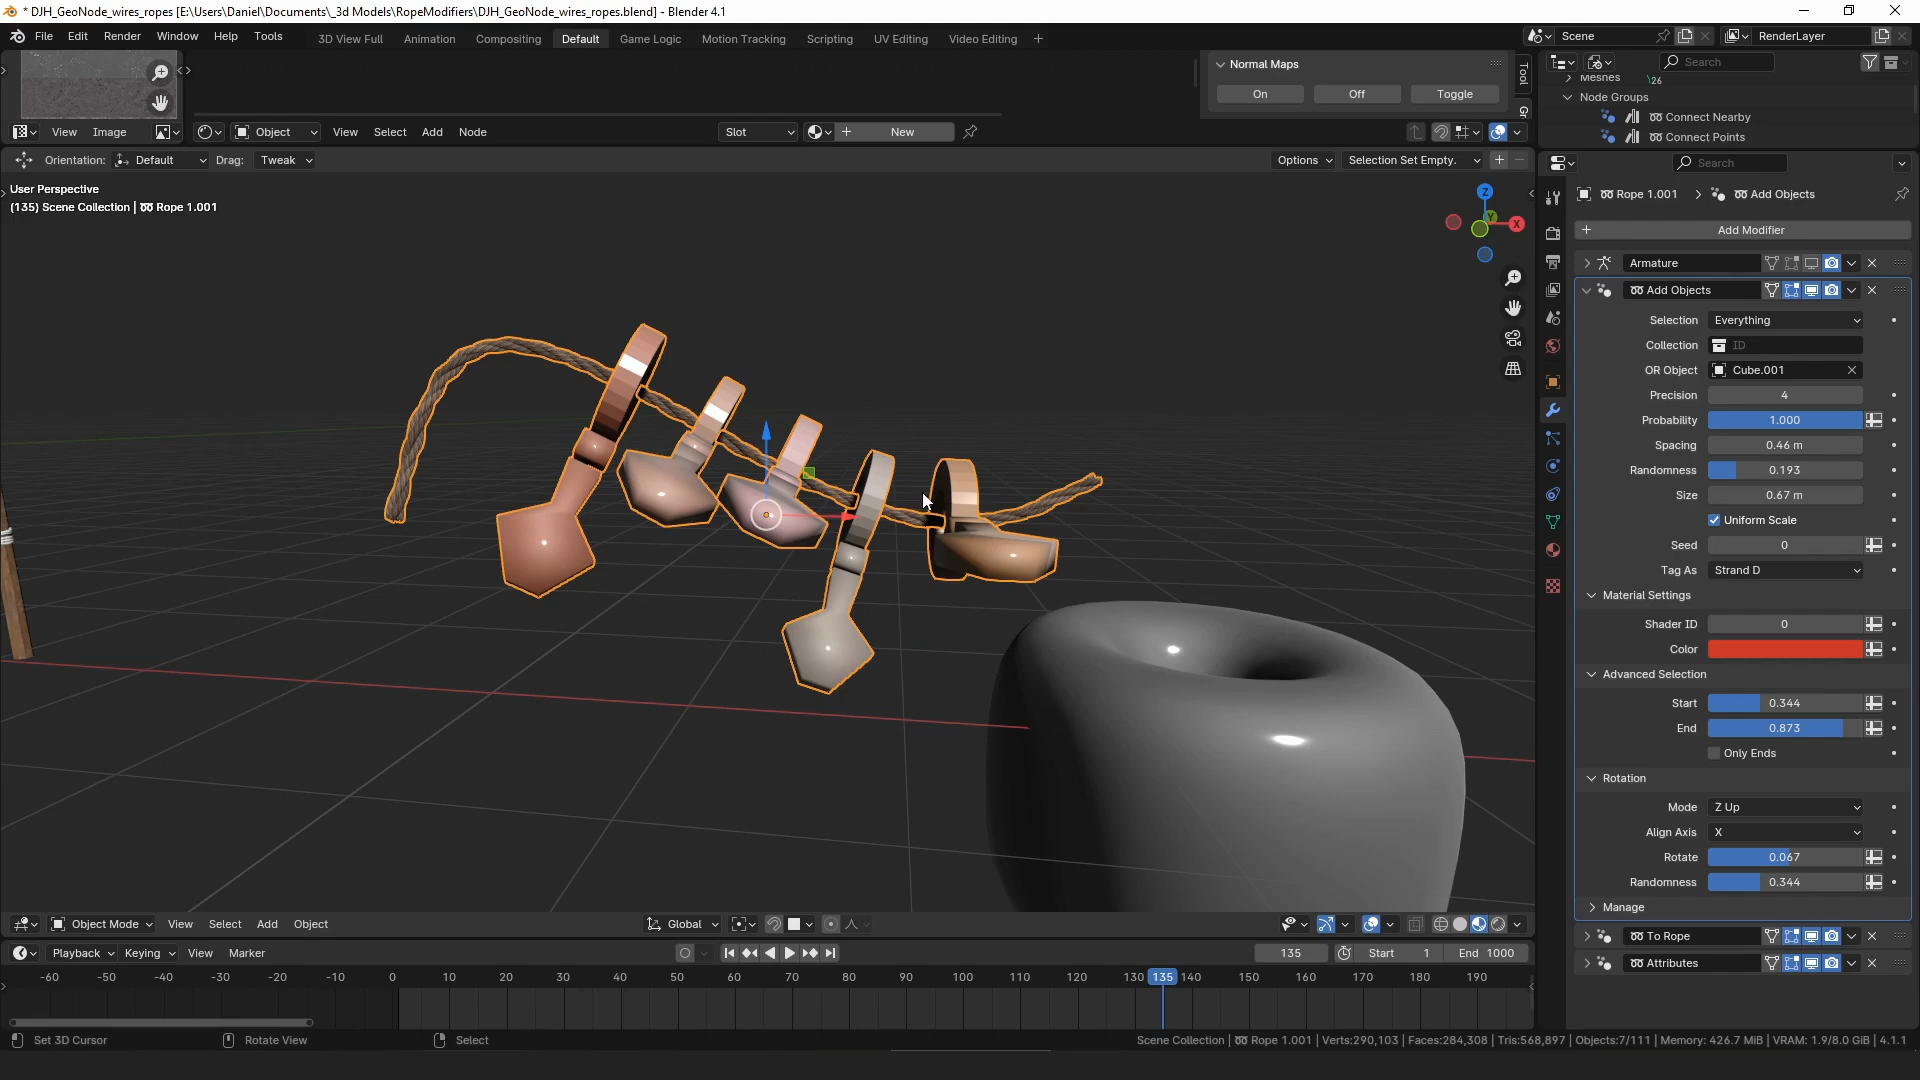 * DJH_GeoNode_wires_ropes [E:\Users\Daniel\Documents\_3d Models\RopeModifiers\DJH_GeoNode_wires_ropes.blend] - Blender 4.1
File Edit Render Window Help Tools 3D View Full Animation Compositing Default Game Logic Motion Tracking Scripting UV Editing Video Editing + Scene RenderLayer
Normal Maps
On Off Toggle
Tool
Search
Meshes 26
Node Groups
Connect Nearby
Connect Points
View Image Object View Select Add Node Slot New
Orientation: Default Drag: Tweak Options Selection Set Empty.
Search
User Perspective
(135) Scene Collection | Rope 1.001
Z
Y
X
Rope 1.001 > Add Objects
Add Modifier
Armature
Add Objects
Selection Everything
Collection ID
OR Object Cube.001
Precision 4
Probability 1.000
Spacing 0.46 m
Randomness 0.193
Size 0.67 m
Uniform Scale
Seed 0
Tag As Strand D
Material Settings
Shader ID 0
Color
Advanced Selection
Start 0.344
End 0.873
Only Ends
Rotation
Mode Z Up
Align Axis X
Rotate 0.067
Randomness 0.344
Manage
To Rope
Attributes
Object Mode View Select Add Object Global
Playback Keying View Marker 135 Start 1 End 1000
-60 -50 -40 -30 -20 -10 0 10 20 30 40 50 60 70 80 90 100 110 120 130 135 140 150 160 170 180 190
Set 3D Cursor Rotate View Select Scene Collection | Rope 1.001 | Verts:290,103 | Faces:284,308 | Tris:568,897 | Objects:7/111 | Memory: 426.7 MiB | VRAM: 1.9/8.0 GiB | 4.1.1